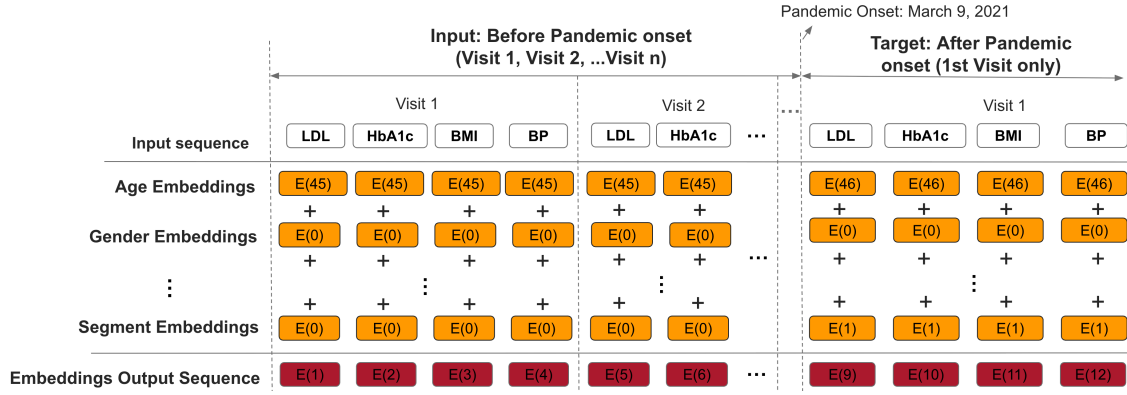 Pandemic Onset: March 9, 2021
Input: Before Pandemic onset
(Visit 1, Visit 2, ...Visit n)
Target: After Pandemic
onset (1st Visit only)
Visit 1 Visit 2 ... Visit 1
Input sequence LDL HbA1c BMI BP LDL HbA1c ... LDL HbA1c BMI BP
Age Embeddings E(45) E(45) E(45) E(45) E(45) E(45) E(46) E(46) E(46) E(46)
+ + + + + + + + + +
Gender Embeddings E(0) E(0) E(0) E(0) E(0) E(0) E(0) E(0) E(0) E(0)
+ + + + + + ... + + + +
⋮ ⋮ ⋮ ⋮
+ + + + + + + + + +
Segment Embeddings E(0) E(0) E(0) E(0) E(0) E(0) E(1) E(1) E(1) E(1)
Embeddings Output Sequence E(1) E(2) E(3) E(4) E(5) E(6) ... E(9) E(10) E(11) E(12)